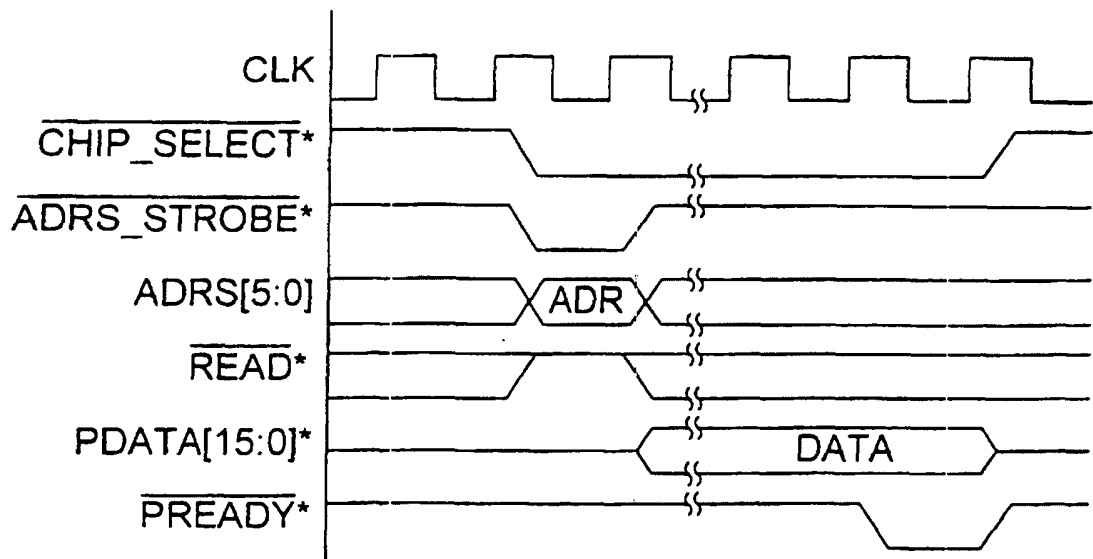 CLK
CHIP_SELECT*
ADRS_STROBE*
ADRS[5:0]
ADR
READ*
PDATA[15:0]*
DATA
PREADY*